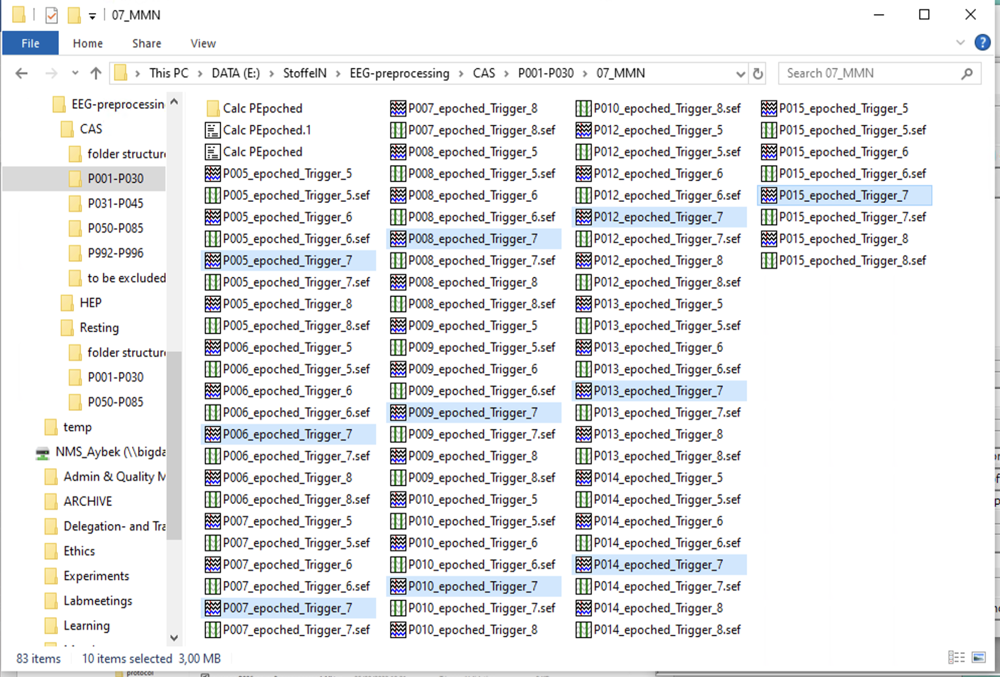 07_MMN
File Home Share View
This PC > DATA (E:) > StoffelN > EEG-preprocessing > CAS > P001-P030 > 07_MMN
Search 07_MMN
EEG-preprocessin
CAS
folder structure
P001-P030
P031-P045
P050-P085
P992-P996
to be excluded
HEP
Resting
folder structure
P001-P030
P050-P085
temp
NMS_Aybek (\\bigda
Admin & Quality M
ARCHIVE
Delegation- and Tra
Ethics
Experiments
Labmeetings
Learning
Calc PEpoched
Calc PEpoched.1
Calc PEpoched
P005_epoched_Trigger_5
P005_epoched_Trigger_5.sef
P005_epoched_Trigger_6
P005_epoched_Trigger_6.sef
P005_epoched_Trigger_7
P005_epoched_Trigger_7.sef
P005_epoched_Trigger_8
P005_epoched_Trigger_8.sef
P006_epoched_Trigger_5
P006_epoched_Trigger_5.sef
P006_epoched_Trigger_6
P006_epoched_Trigger_6.sef
P006_epoched_Trigger_7
P006_epoched_Trigger_7.sef
P006_epoched_Trigger_8
P006_epoched_Trigger_8.sef
P007_epoched_Trigger_5
P007_epoched_Trigger_5.sef
P007_epoched_Trigger_6
P007_epoched_Trigger_6.sef
P007_epoched_Trigger_7
P007_epoched_Trigger_7.sef
P007_epoched_Trigger_8
P007_epoched_Trigger_8.sef
P008_epoched_Trigger_5
P008_epoched_Trigger_5.sef
P008_epoched_Trigger_6
P008_epoched_Trigger_6.sef
P008_epoched_Trigger_7
P008_epoched_Trigger_7.sef
P008_epoched_Trigger_8
P008_epoched_Trigger_8.sef
P009_epoched_Trigger_5
P009_epoched_Trigger_5.sef
P009_epoched_Trigger_6
P009_epoched_Trigger_6.sef
P009_epoched_Trigger_7
P009_epoched_Trigger_7.sef
P009_epoched_Trigger_8
P009_epoched_Trigger_8.sef
P010_epoched_Trigger_5
P010_epoched_Trigger_5.sef
P010_epoched_Trigger_6
P010_epoched_Trigger_6.sef
P010_epoched_Trigger_7
P010_epoched_Trigger_7.sef
P010_epoched_Trigger_8
P010_epoched_Trigger_8.sef
P012_epoched_Trigger_5
P012_epoched_Trigger_5.sef
P012_epoched_Trigger_6
P012_epoched_Trigger_6.sef
P012_epoched_Trigger_7
P012_epoched_Trigger_7.sef
P012_epoched_Trigger_8
P012_epoched_Trigger_8.sef
P013_epoched_Trigger_5
P013_epoched_Trigger_5.sef
P013_epoched_Trigger_6
P013_epoched_Trigger_6.sef
P013_epoched_Trigger_7
P013_epoched_Trigger_7.sef
P013_epoched_Trigger_8
P013_epoched_Trigger_8.sef
P014_epoched_Trigger_5
P014_epoched_Trigger_5.sef
P014_epoched_Trigger_6
P014_epoched_Trigger_6.sef
P014_epoched_Trigger_7
P014_epoched_Trigger_7.sef
P014_epoched_Trigger_8
P014_epoched_Trigger_8.sef
P015_epoched_Trigger_5
P015_epoched_Trigger_5.sef
P015_epoched_Trigger_6
P015_epoched_Trigger_6.sef
P015_epoched_Trigger_7
P015_epoched_Trigger_7.sef
P015_epoched_Trigger_8
P015_epoched_Trigger_8.sef
83 items 10 items selected 3,00 MB
protocol